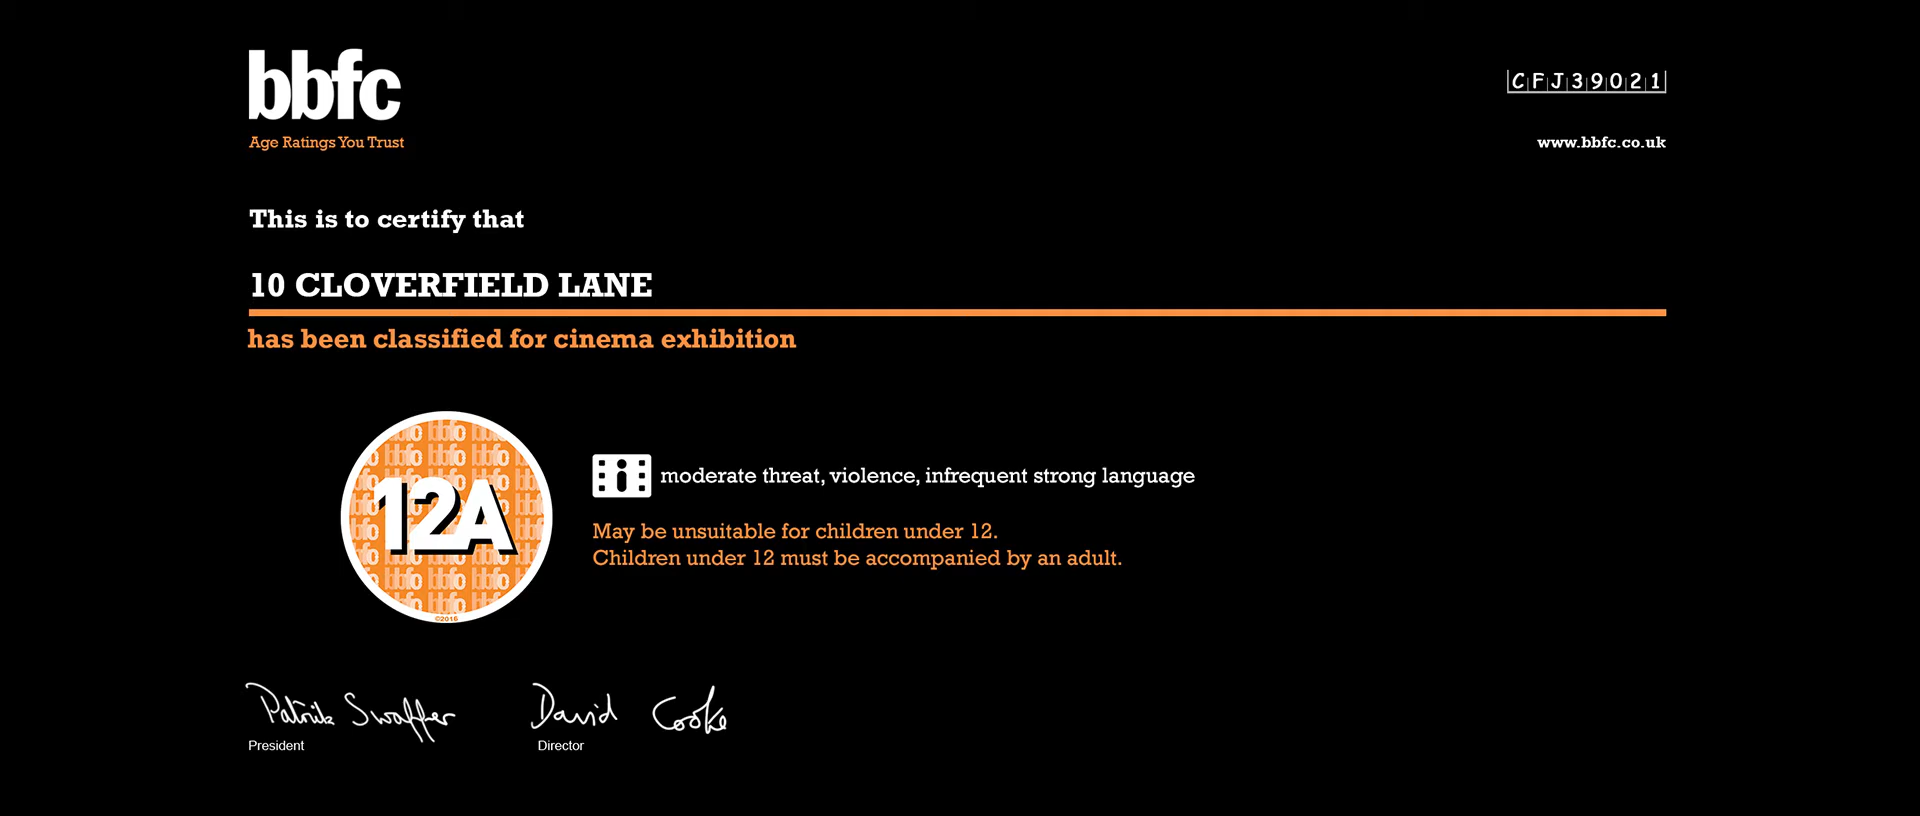 bbfc
Age Ratings You Trust
CFJ39021
www.bbfc.co.uk
This is to certify that
10 CLOVERFIELD LANE
has been classified for cinema exhibition
12A
©2016
i moderate threat, violence, infrequent strong language
May be unsuitable for children under 12.
Children under 12 must be accompanied by an adult.
Patrick Swaffer David Cooke
President Director